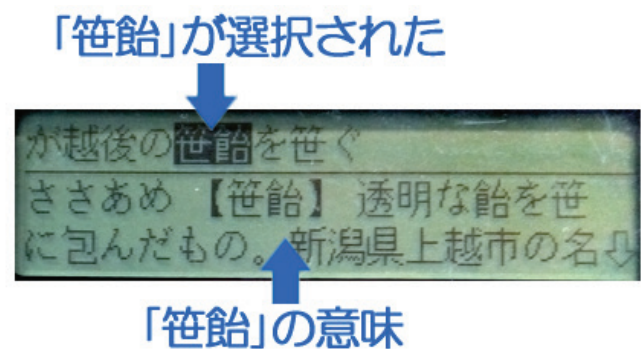 「笹飴」が選択された
が越後の笹飴を笹ぐ
ささあめ 【笹飴】 透明な飴を笹
に包んだもの。新潟県上越市の名⇩
「笹飴」の意味